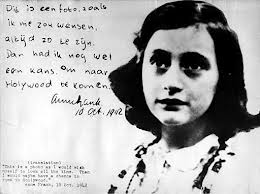 Dit is een foto, zoals
ik me zou wensen,
altijd zo te zijn.
Dan had ik nog wel
een kans om naar
Holywood te komen.
Anne Frank
10 Oct. 1942
(translation)
"This is a photo as I would wish
myself to look all the time. Then
I would maybe have a chance to
come to Hollywood."
Anne Frank, 10 Oct. 1942